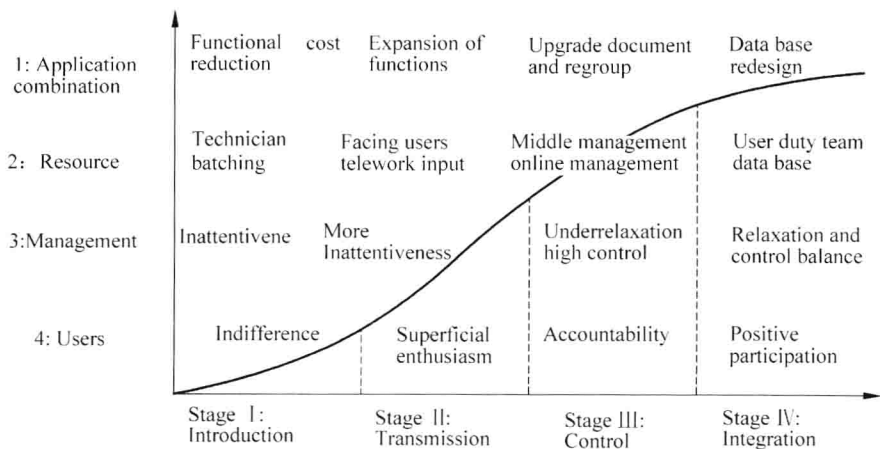 1: Application combination
Functional cost reduction
Expansion of functions
Upgrade document and regroup
Data base redesign
2: Resource
Technician batching
Facing users telework input
Middle management online management
User duty team data base
3:Management
Inattentivene
More Inattentiveness
Underrelaxation high control
Relaxation and control balance
4: Users
Indifference
Superficial enthusiasm
Accountability
Positive participation
Stage I: Introduction
Stage II: Transmission
Stage III: Control
Stage IV: Integration